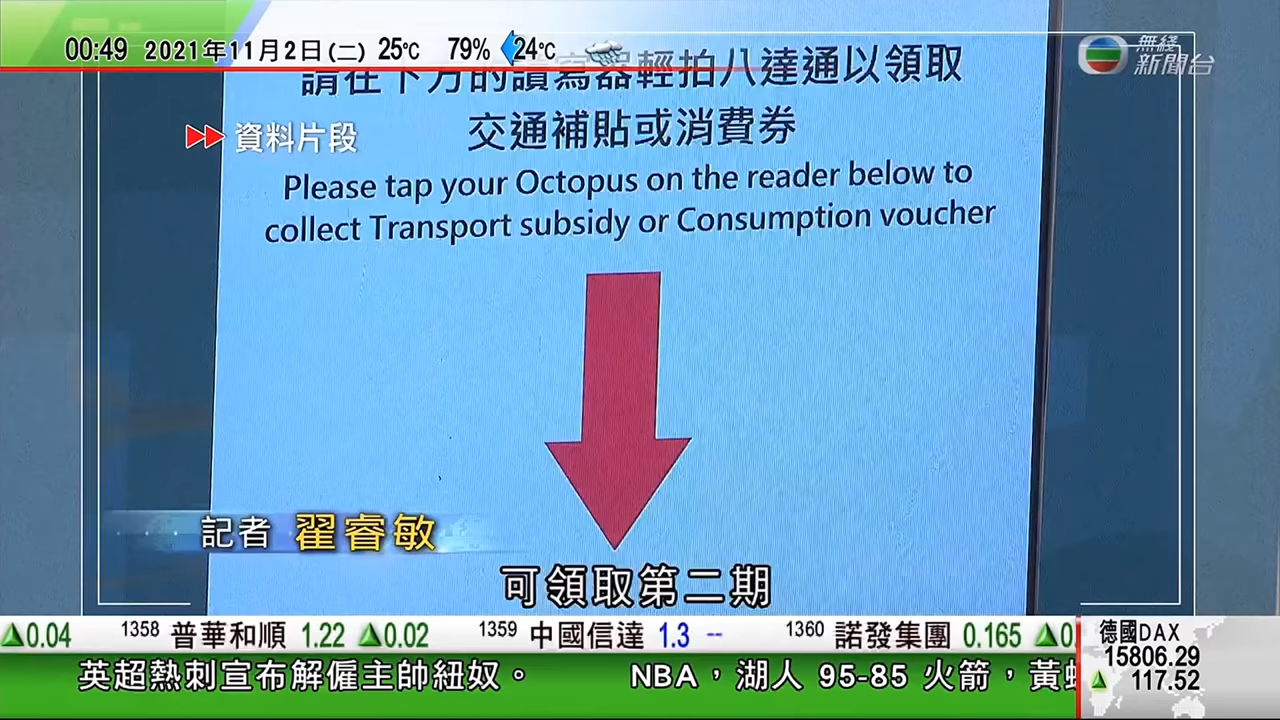 00:49 2021年11月2日(二) 25℃ 79% 24℃
無綫
新聞台
請在下方的讀寫器輕拍八達通以領取
交通補貼或消費券
資料片段
Please tap your Octopus on the reader below to
collect Transport subsidy or Consumption voucher
記者 翟睿敏
可領取第二期
0.04 1358 普華和順 1.22 0.02 1359 中國信達 1.3 -- 1360 諾發集團 0.165
德國DAX
15806.29
117.52
英超熱刺宣布解僱主帥紐奴。 NBA，湖人 95-85 火箭，黃